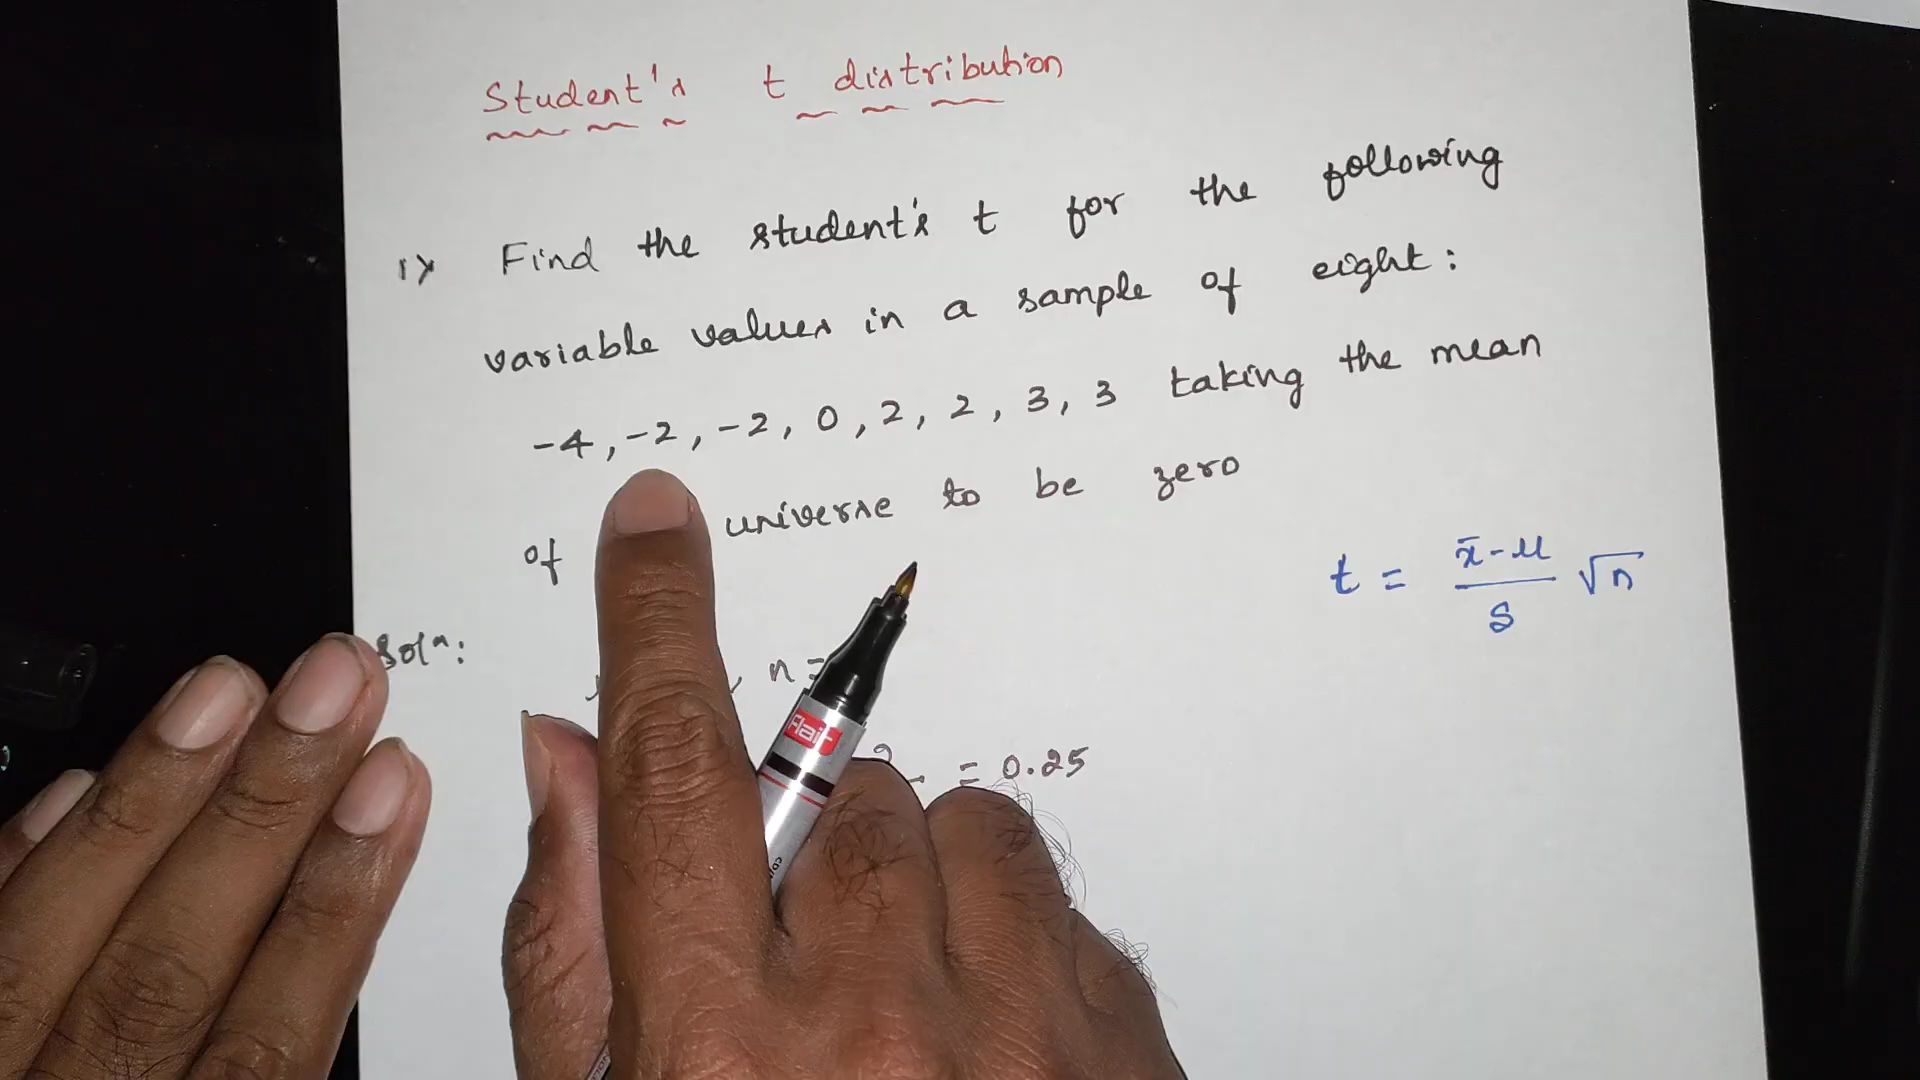 Student's t distribution
1) Find the student's t for the following
variable values in a sample of eight:
-4, -2, -2, 0, 2, 2, 3, 3 taking the mean
of universe to be zero
t = x̄-μ / s √n
Soln:
n =
= 0.25
Flair